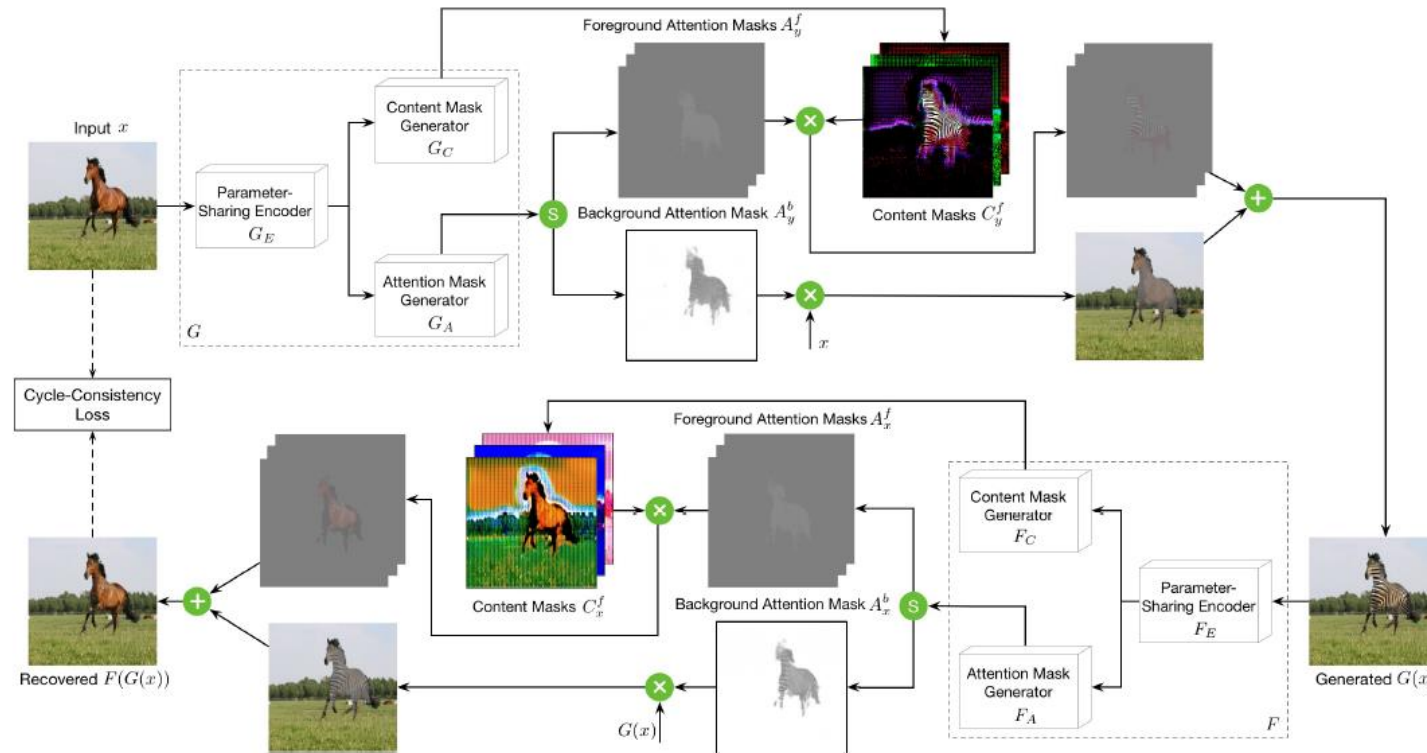 Foreground Attention Masks $A_y^f$
Input $x$
Content Mask
Generator
$G_C$
Parameter-
Sharing Encoder
$G_E$
Attention Mask
Generator
$G_A$
$G$
S
Background Attention Mask $A_y^b$
Content Masks $C_y^f$
×
×
+
$x$
Cycle-Consistency
Loss
Foreground Attention Masks $A_x^f$
Content Masks $C_x^f$
×
Background Attention Mask $A_x^b$
S
Content Mask
Generator
$F_C$
Parameter-
Sharing Encoder
$F_E$
Attention Mask
Generator
$F_A$
$F$
+
×
$G(x)$
Recovered $F(G(x))$
Generated $G(x$